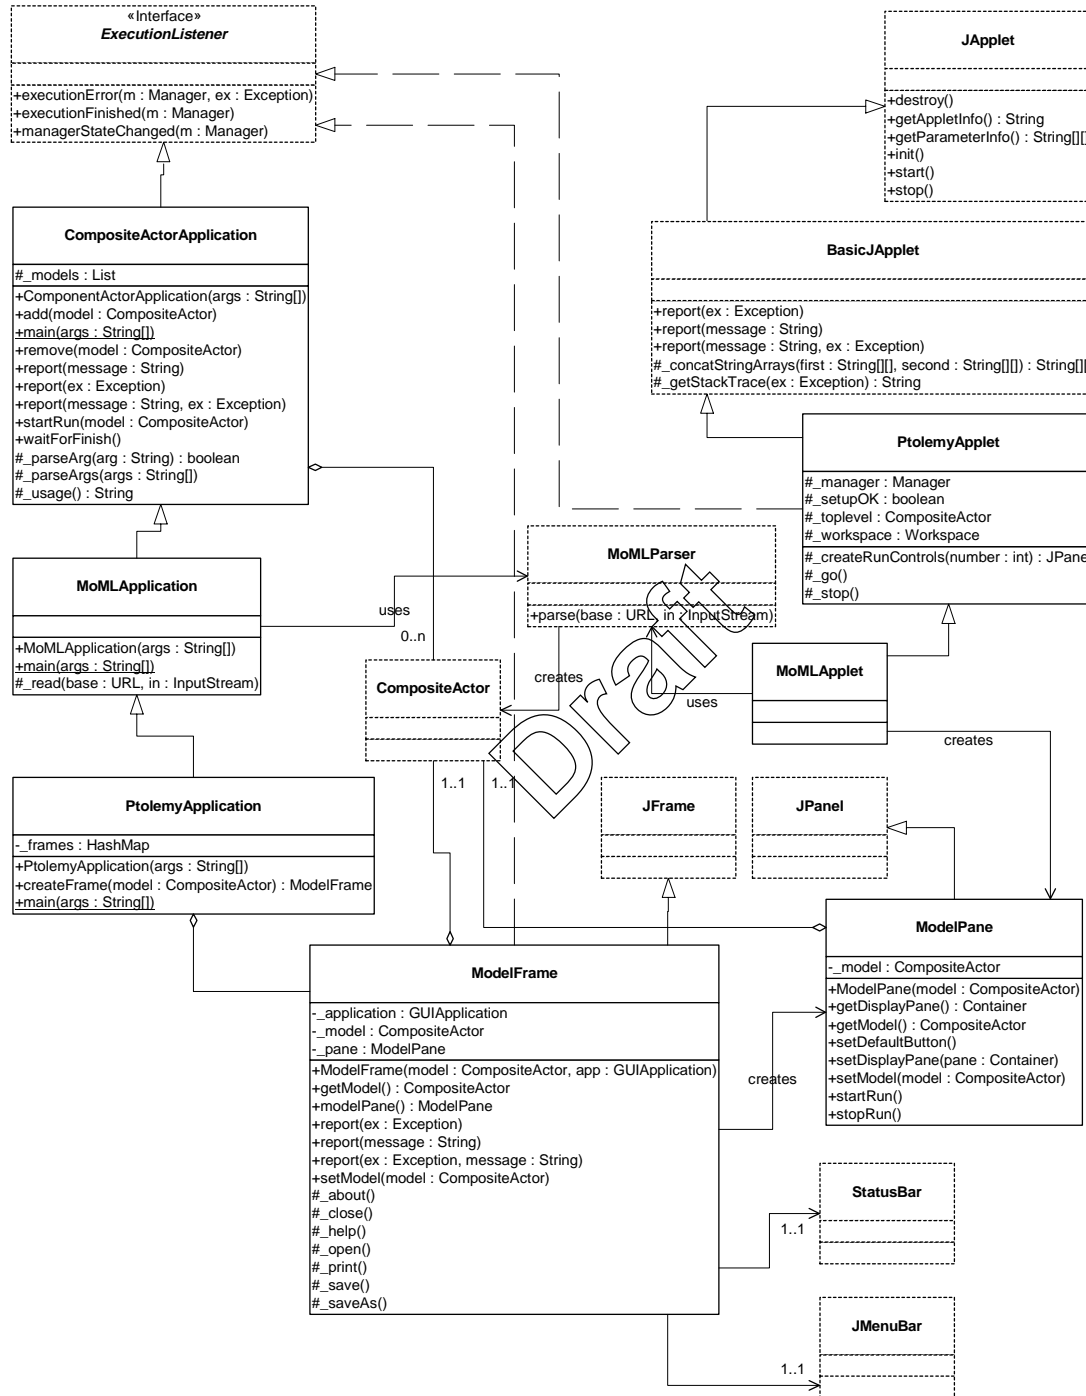 «Interface»
ExecutionListener
+executionError(m : Manager, ex : Exception)
+executionFinished(m : Manager)
+managerStateChanged(m : Manager)
JApplet
+destroy()
+getAppletInfo() : String
+getParameterInfo() : String[][]
+init()
+start()
+stop()
CompositeActorApplication
#_models : List
+ComponentActorApplication(args : String[])
+add(model : CompositeActor)
+main(args : String[])
+remove(model : CompositeActor)
+report(message : String)
+report(ex : Exception)
+report(message : String, ex : Exception)
+startRun(model : CompositeActor)
+waitForFinish()
#_parseArg(arg : String) : boolean
#_parseArgs(args : String[])
#_usage() : String
BasicJApplet
+report(ex : Exception)
+report(message : String)
+report(message : String, ex : Exception)
#_concatStringArrays(first : String[][], second : String[][]) : String[][
#_getStackTrace(ex : Exception) : String
PtolemyApplet
#_manager : Manager
#_setupOK : boolean
#_toplevel : CompositeActor
#_workspace : Workspace
#_createRunControls(number : int) : JPane
#_go()
#_stop()
MoMLApplication
+MoMLApplication(args : String[])
+main(args : String[])
#_read(base : URL, in : InputStream)
uses
0..n
MoMLParser
+parse(base : URL, in : InputStream)
creates
uses
MoMLApplet
creates
CompositeActor
1..1
1..1
Draft
PtolemyApplication
-_frames : HashMap
+PtolemyApplication(args : String[])
+createFrame(model : CompositeActor) : ModelFrame
+main(args : String[])
JFrame
JPanel
ModelFrame
-_application : GUIApplication
-_model : CompositeActor
-_pane : ModelPane
+ModelFrame(model : CompositeActor, app : GUIApplication)
+getModel() : CompositeActor
+modelPane() : ModelPane
+report(ex : Exception)
+report(message : String)
+report(ex : Exception, message : String)
+setModel(model : CompositeActor)
#_about()
#_close()
#_help()
#_open()
#_print()
#_save()
#_saveAs()
creates
ModelPane
-_model : CompositeActor
+ModelPane(model : CompositeActor)
+getDisplayPane() : Container
+getModel() : CompositeActor
+setDefaultButton()
+setDisplayPane(pane : Container)
+setModel(model : CompositeActor)
+startRun()
+stopRun()
StatusBar
1..1
JMenuBar
1..1